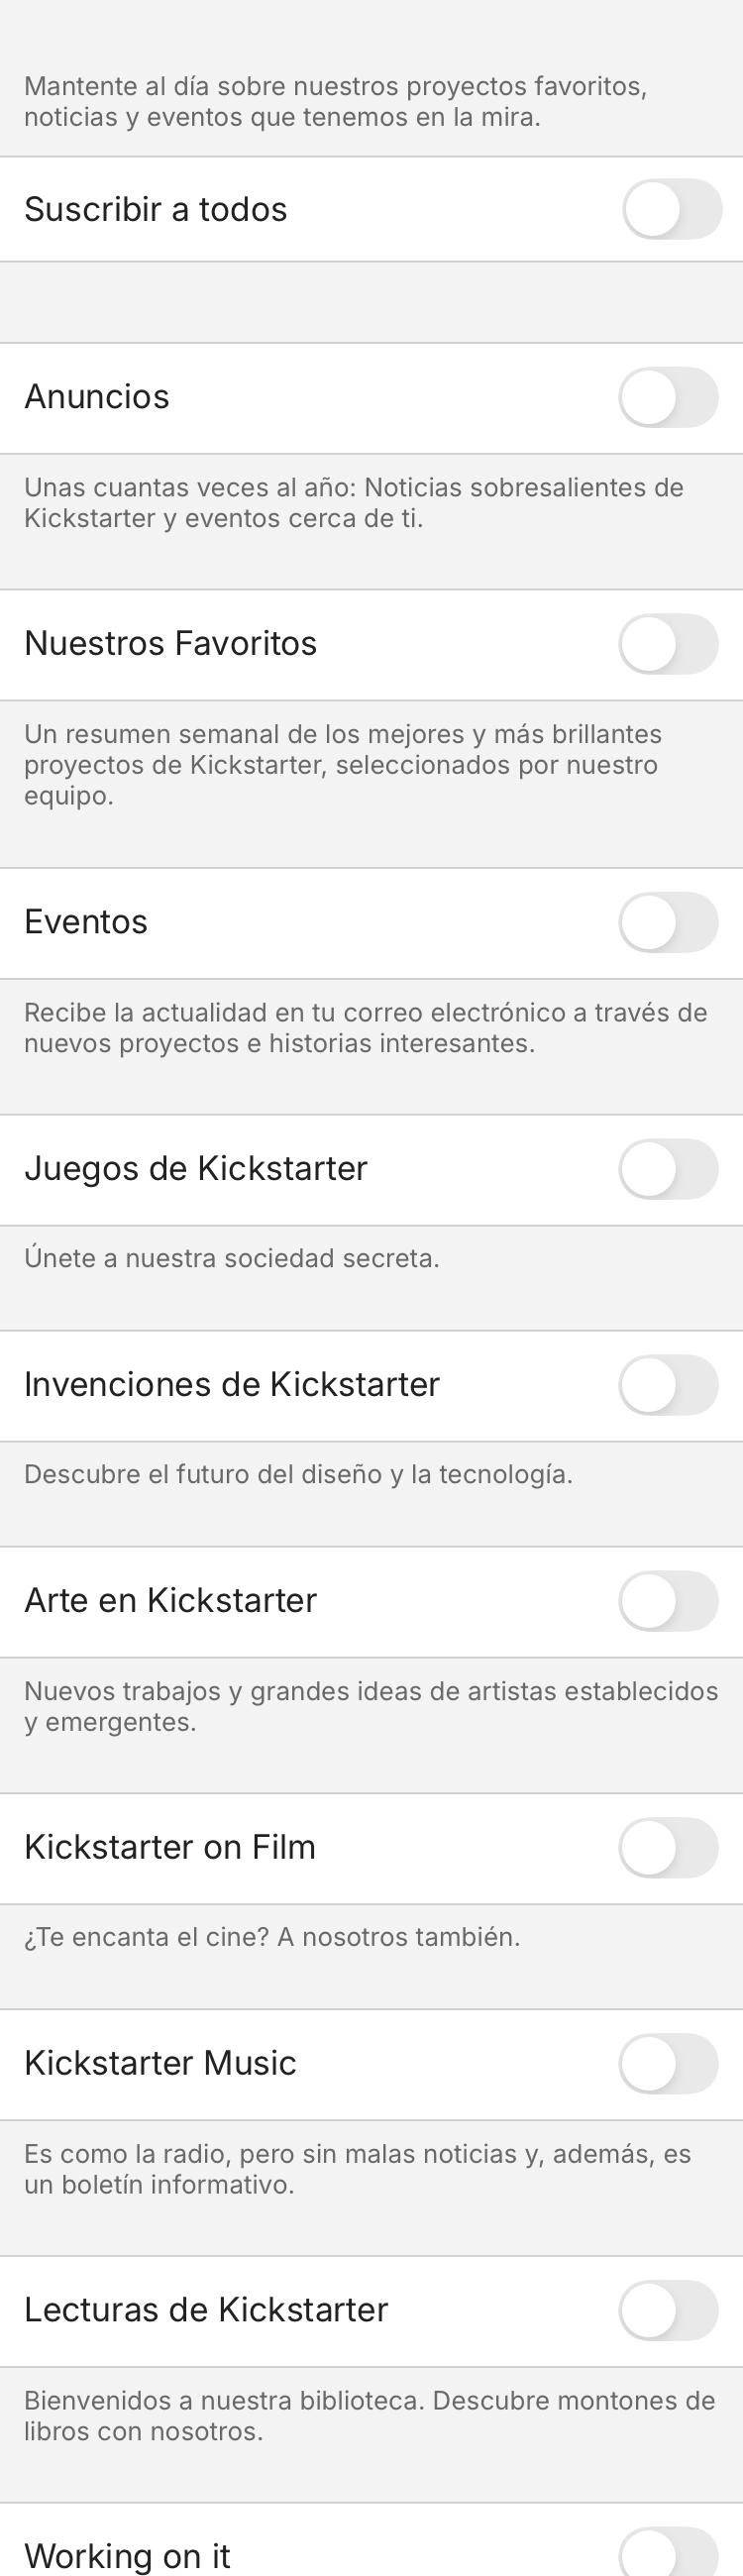 Mantente al día sobre nuestros proyectos favoritos,
noticias y eventos que tenemos en la mira.
Suscribir a todos
Anuncios
Unas cuantas veces al año: Noticias sobresalientes de
Kickstarter y eventos cerca de ti.
Nuestros Favoritos
Un resumen semanal de los mejores y más brillantes
proyectos de Kickstarter, seleccionados por nuestro
equipo.
Eventos
Recibe la actualidad en tu correo electrónico a través de
nuevos proyectos e historias interesantes.
Juegos de Kickstarter
Únete a nuestra sociedad secreta.
Invenciones de Kickstarter
Descubre el futuro del diseño y la tecnología.
Arte en Kickstarter
Nuevos trabajos y grandes ideas de artistas establecidos
y emergentes.
Kickstarter on Film
¿Te encanta el cine? A nosotros también.
Kickstarter Music
Es como la radio, pero sin malas noticias y, además, es
un boletín informativo.
Lecturas de Kickstarter
Bienvenidos a nuestra biblioteca. Descubre montones de
libros con nosotros.
Working on it